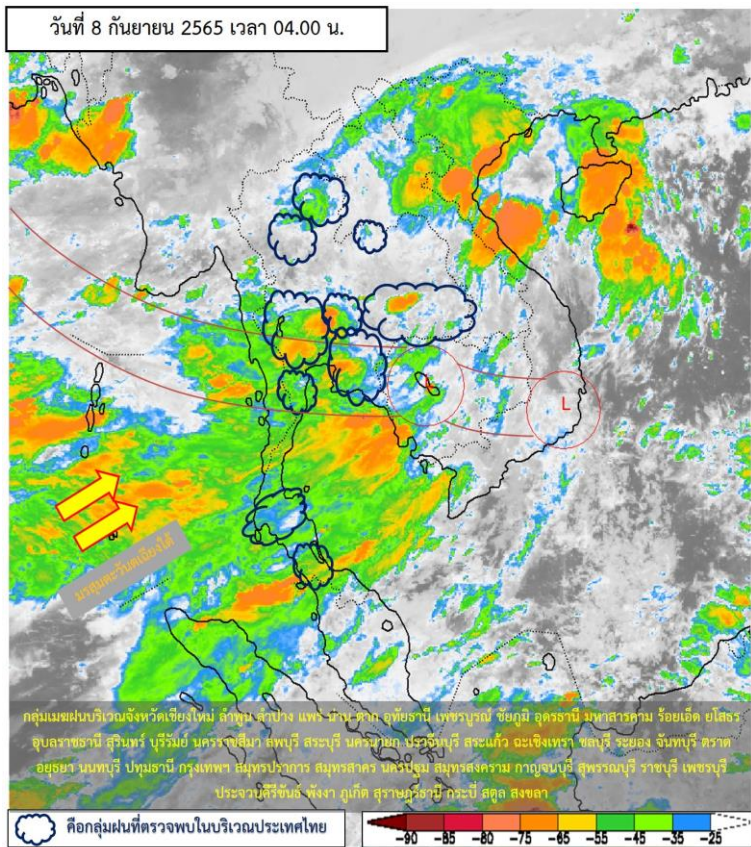 วันที่ 8 กันยายน 2565 เวลา 04.00 น.
L
L
มรสุมตะวันตกเฉียงใต้
กลุ่มเมฆฝนบริเวณจังหวัดเชียงใหม่ ลำพูน ลำปาง แพร่ น่าน ตาก อุทัยธานี เพชรบูรณ์ ชัยภูมิ อุดรธานี มหาสารคาม ร้อยเอ็ด ยโสธร
อุบลราชธานี สุรินทร์ บุรีรัมย์ นครราชสีมา ลพบุรี สระบุรี นครนายก ปราจีนบุรี สระแก้ว ฉะเชิงเทรา ชลบุรี ระยอง จันทบุรี ตราด
อยุธยา นนทบุรี ปทุมธานี กรุงเทพฯ สมุทรปราการ สมุทรสาคร นครปฐม สมุทรสงคราม กาญจนบุรี สุพรรณบุรี ราชบุรี เพชรบุรี
ประจวบคีรีขันธ์ พังงา ภูเก็ต สุราษฎร์ธานี กระบี่ สตูล สงขลา
คือกลุ่มฝนที่ตรวจพบในบริเวณประเทศไทย
-90 -85 -80 -75 -65 -55 -45 -35 -25